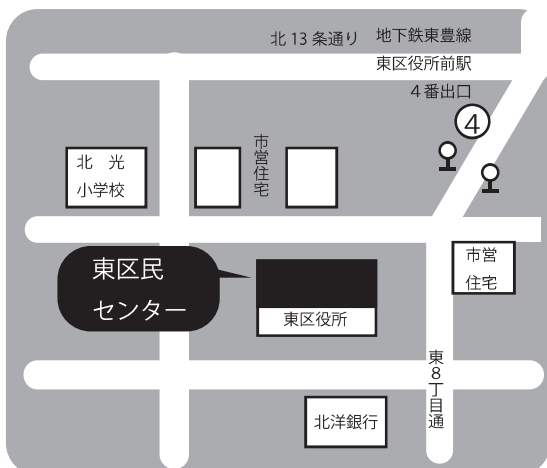 北13条通り
地下鉄東豊線
東区役所前駅
4番出口
4
北 光
小学校
市営住宅
東区民
センター
東区役所
市営
住宅
東8丁目通
北洋銀行